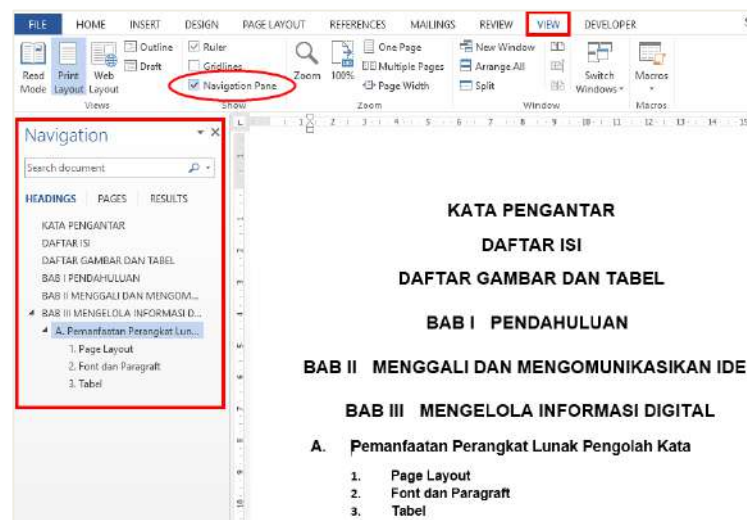 FILE HOME INSERT DESIGN PAGE LAYOUT REFERENCES MAILINGS REVIEW VIEW DEVELOPER
Read Mode
Print Layout
Web Layout
Outline
Draft
Views
Ruler
Gridlines
Navigation Pane
Show
Zoom
100%
One Page
Multiple Pages
Page Width
Zoom
New Window
Arrange All
Split
Switch Windows
Window
Macros
Macros
Navigation
Search document
HEADINGS PAGES RESULTS
KATA PENGANTAR
DAFTAR ISI
DAFTAR GAMBAR DAN TABEL
BAB I PENDAHULUAN
BAB II MENGGALI DAN MENGOM...
BAB III MENGELOLA INFORMASI D...
A. Pemanfaatan Perangkat Lun...
1. Page Layout
2. Font dan Paragraft
3. Tabel
KATA PENGANTAR
DAFTAR ISI
DAFTAR GAMBAR DAN TABEL
BAB I PENDAHULUAN
BAB II MENGGALI DAN MENGOMUNIKASIKAN IDE
BAB III MENGELOLA INFORMASI DIGITAL
A. Pemanfaatan Perangkat Lunak Pengolah Kata
1. Page Layout
2. Font dan Paragraft
3. Tabel